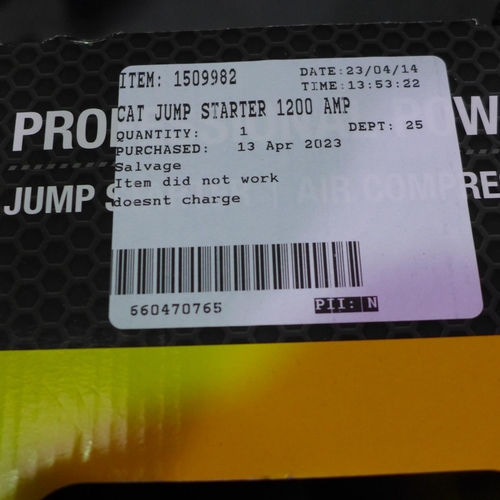 ITEM: 1509982 DATE:23/04/14
TIME:13:53:22
CAT JUMP STARTER 1200 AMP
QUANTITY: 1 DEPT: 25
PURCHASED: 13 Apr 2023
Salvage
Item did not work
doesnt charge
660470765 PII: N
PRO
JUMP AIR COMPRE